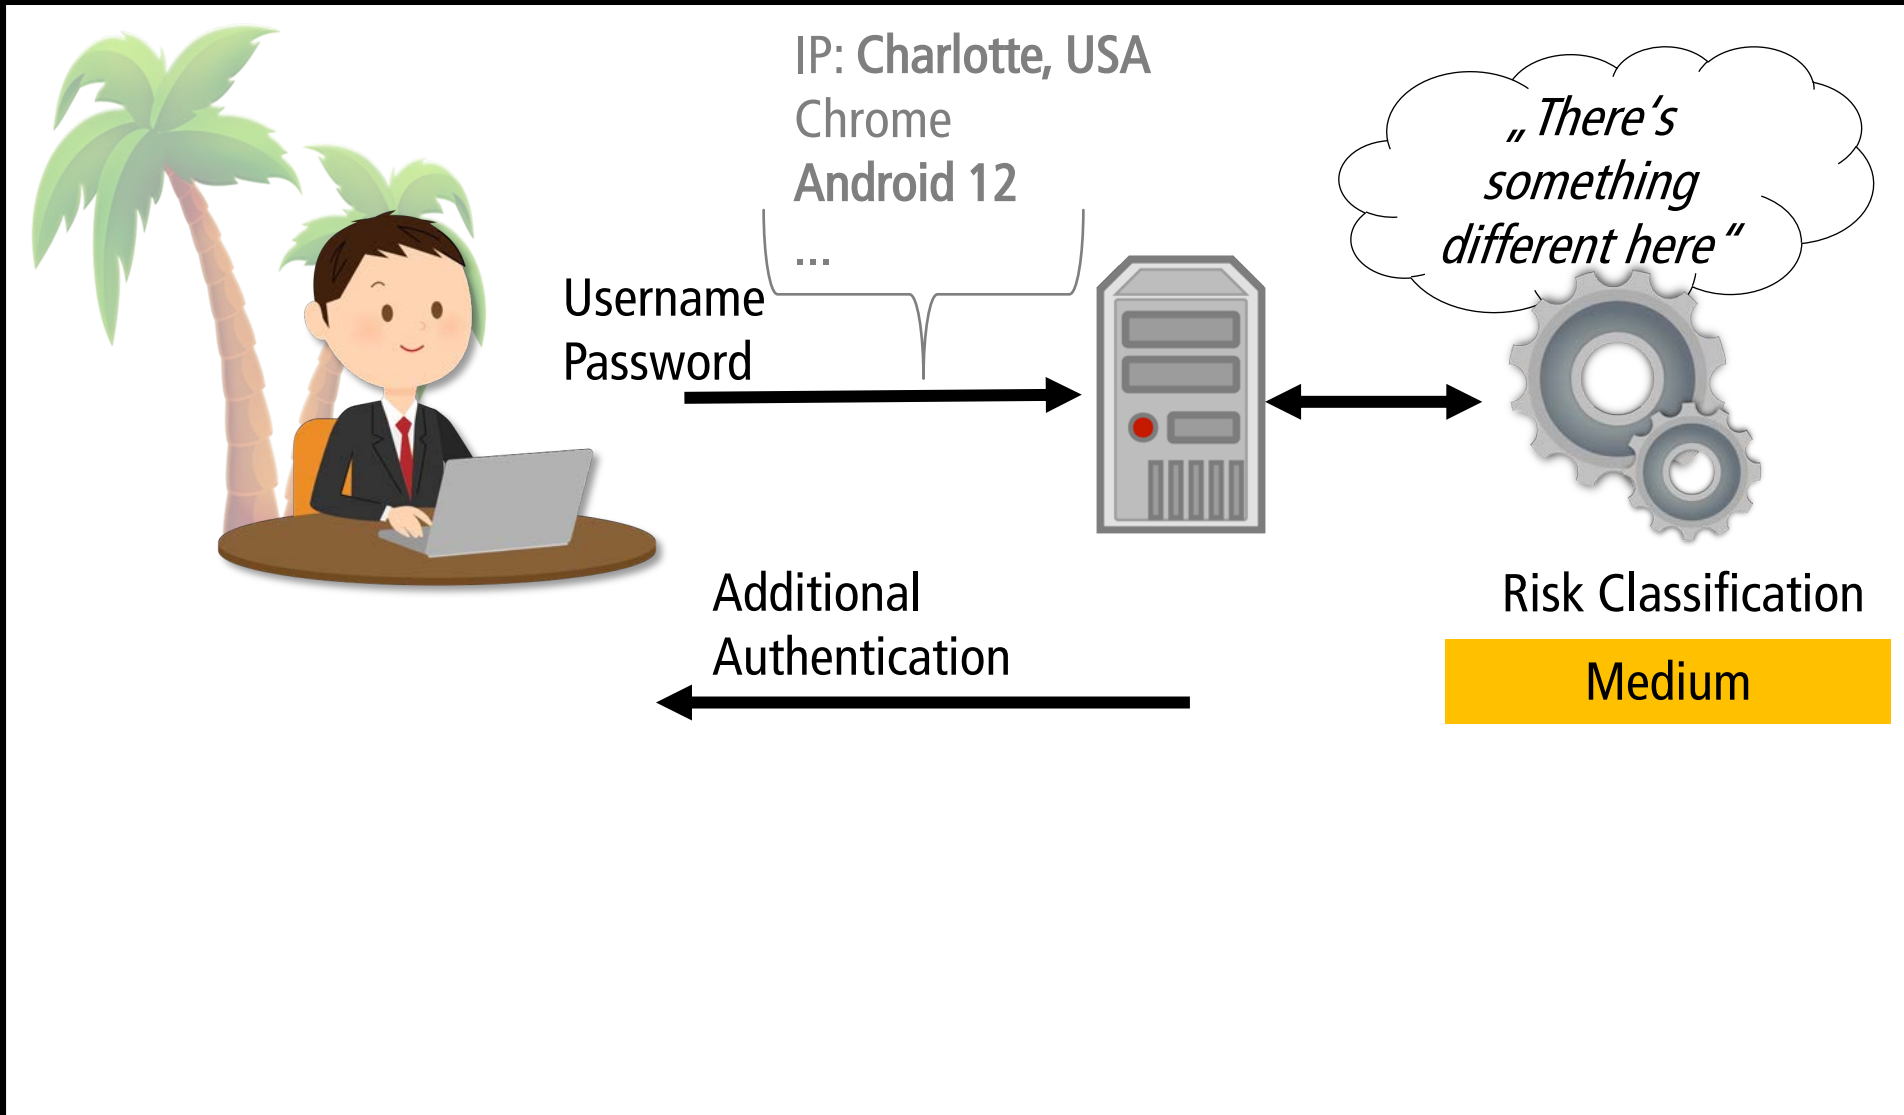 IP: Charlotte, USA
Chrome
Android 12
...
„There‘s
something
different here“
Username
Password
Additional
Authentication
Risk Classification
Medium